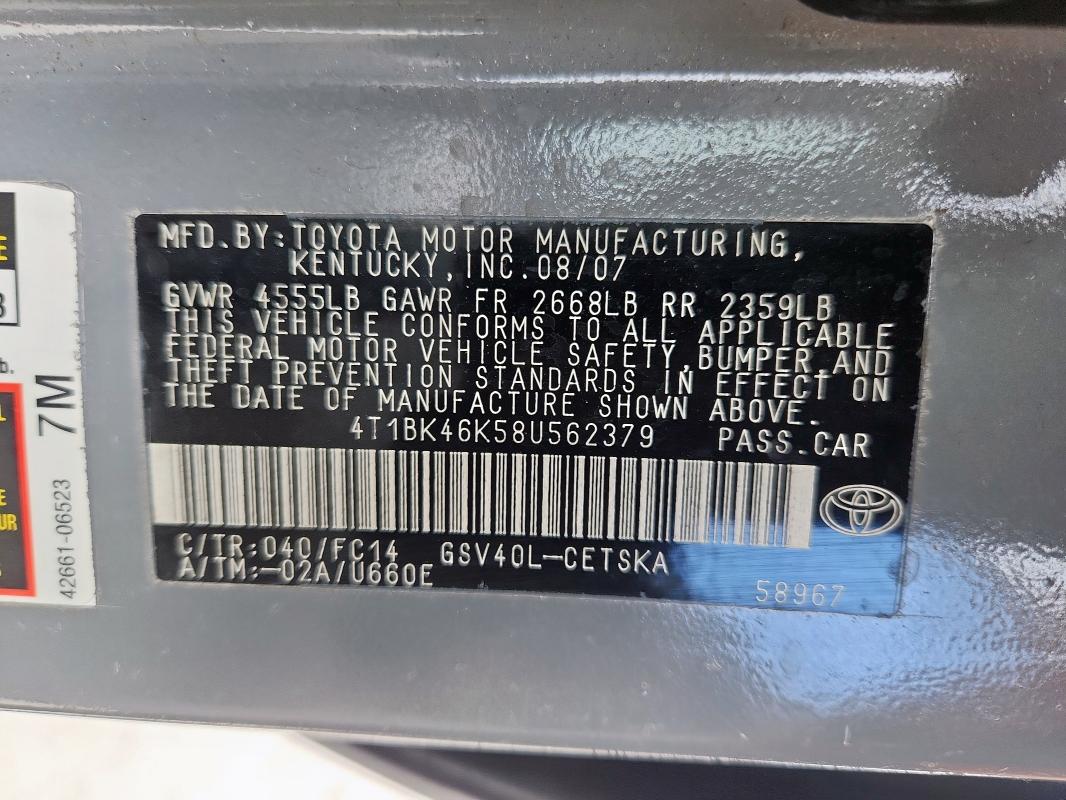 MFD.BY:TOYOTA MOTOR MANUFACTURING,
KENTUCKY,INC.08/07
GVWR 4555LB GAWR FR 2668LB RR 2359LB
THIS VEHICLE CONFORMS TO ALL APPLICABLE
FEDERAL MOTOR VEHICLE SAFETY,BUMPER,AND
THEFT PREVENTION STANDARDS IN EFFECT ON
THE DATE OF MANUFACTURE SHOWN ABOVE.
4T1BK46K58U562379 PASS.CAR
C/TR:040/FC14 GSV40L-CETSKA
A/TM:-02A/U660E
58967
7M
42661-06523